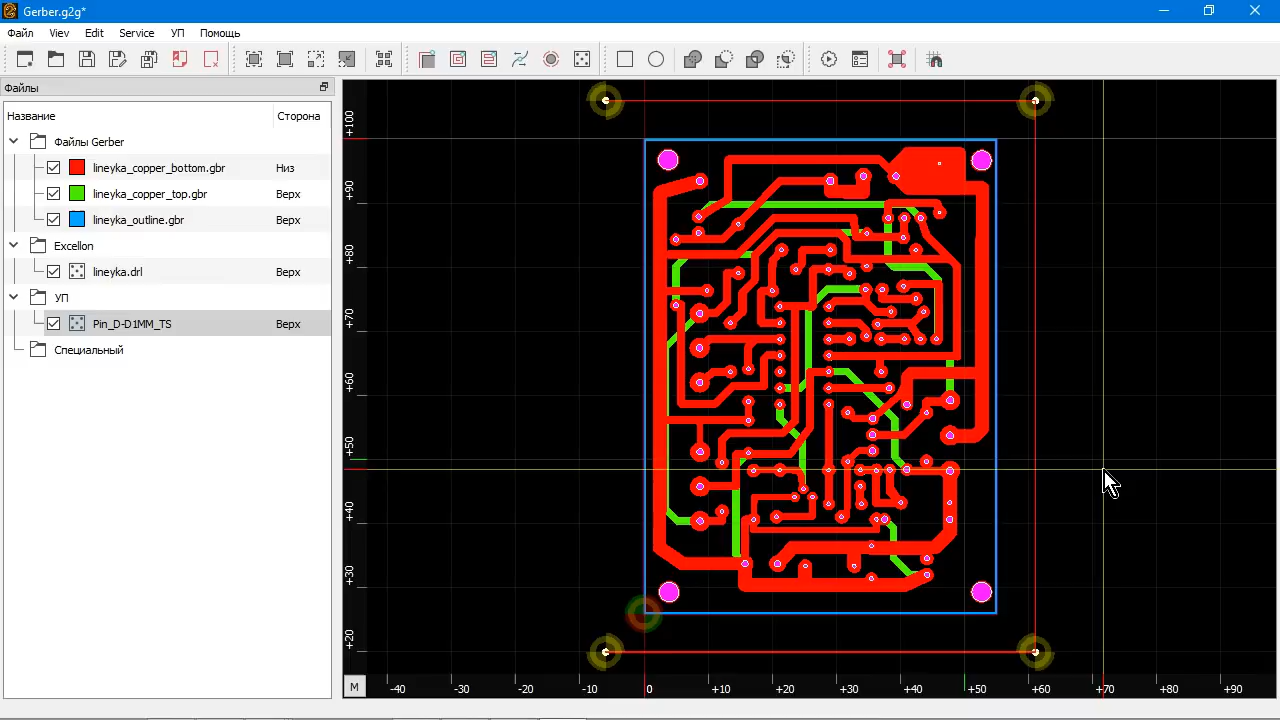 Gerber.g2g*
Файл Veiv Edit Service УП Помощь
Файлы
Название Сторона
Файлы Gerber
lineyka_copper_bottom.gbr Низ
lineyka_copper_top.gbr Верх
lineyka_outline.gbr Верх
Excellon
lineyka.drl Верх
УП
Pin_D-D1MM_TS Верх
Специальный
+100
+90
+80
+70
+60
+50
+40
+30
+20
M
-40 -30 -20 -10 0 +10 +20 +30 +40 +50 +60 +70 +80 +90